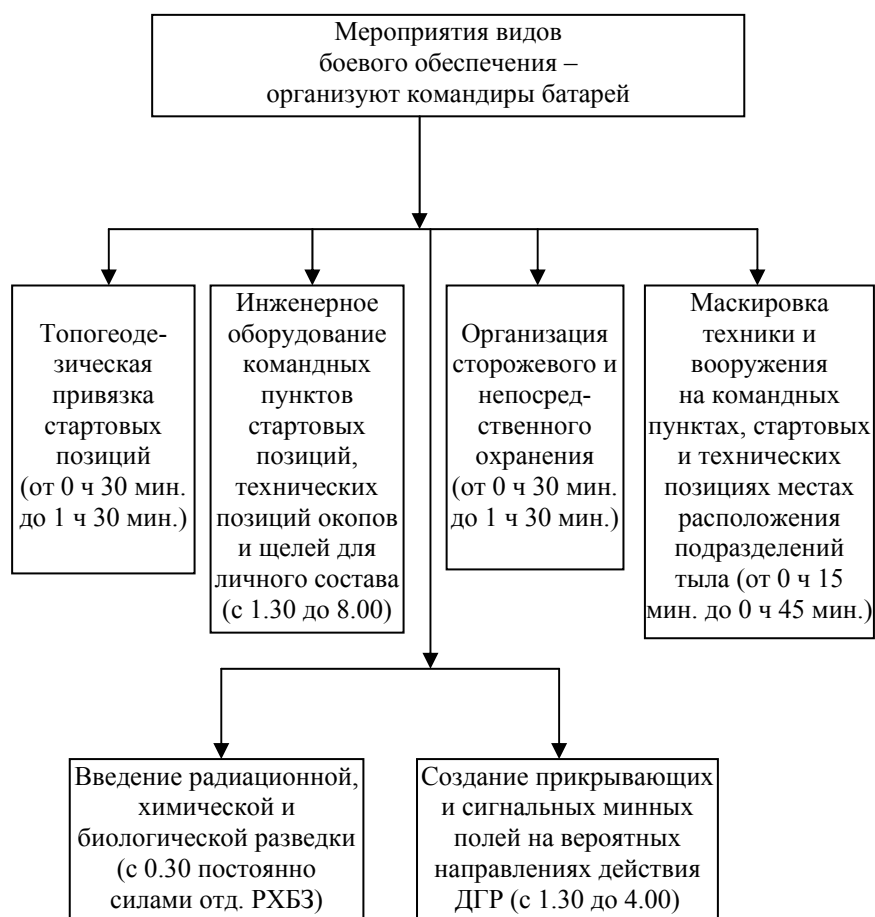 Мероприятия видов
боевого обеспечения –
организуют командиры батарей
Топогеоде-
зическая
привязка
стартовых
позиций
(от 0 ч 30 мин.
до 1 ч 30 мин.)
Инженерное
оборудование
командных
пунктов
стартовых
позиций,
технических
позиций окопов
и щелей для
личного состава
(с 1.30 до 8.00)
Организация
сторожевого и
непосред-
ственного
охранения
(от 0 ч 30 мин.
до 1 ч 30 мин.)
Маскировка
техники и
вооружения
на командных
пунктах, стартовых
и технических
позициях местах
расположения
подразделений
тыла (от 0 ч 15
мин. до 0 ч 45 мин.)
Введение радиационной,
химической и
биологической разведки
(с 0.30 постоянно
силами отд. РХБЗ)
Создание прикрывающих
и сигнальных минных
полей на вероятных
направлениях действия
ДГР (с 1.30 до 4.00)